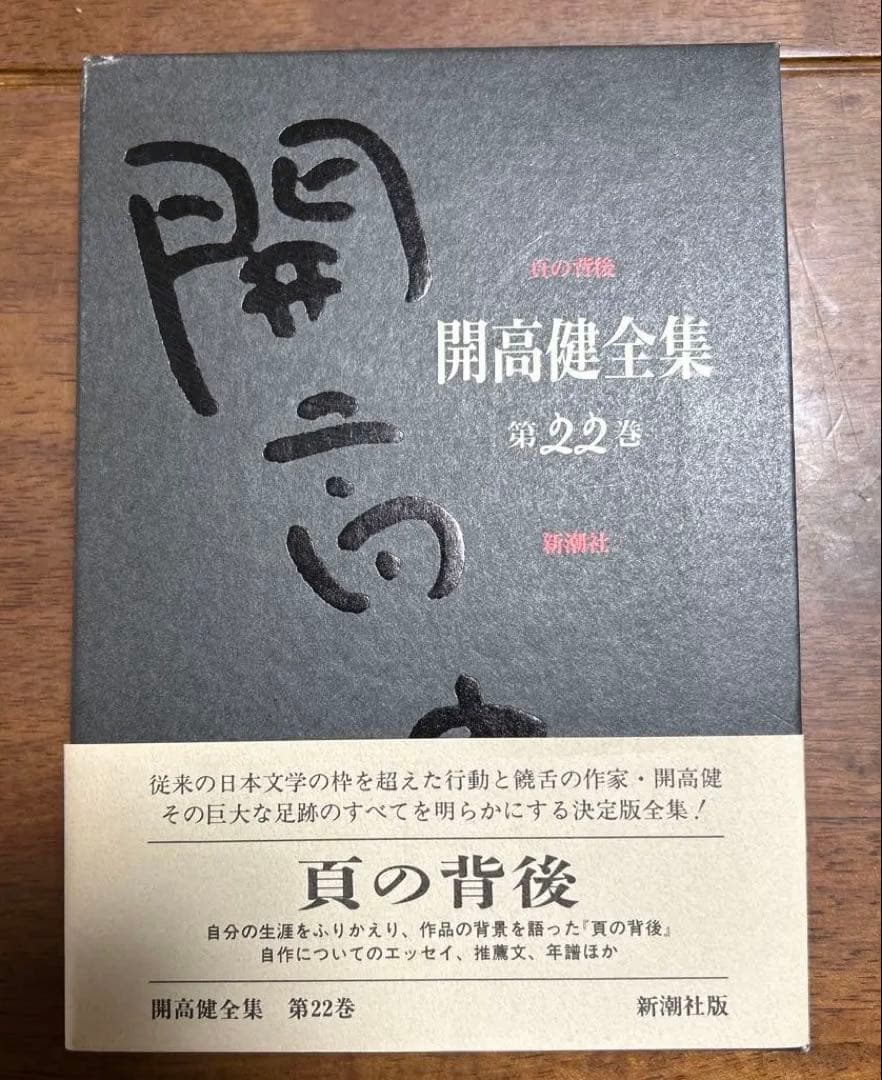 開高
頁の背後
開高健全集
第22巻
新潮社
従来の日本文学の枠を超えた行動と饒舌の作家・開高健
その巨大な足跡のすべてを明らかにする決定版全集!
頁の背後
自分の生涯をふりかえり、作品の背景を語った『頁の背後』
自作についてのエッセイ、推薦文、年譜ほか
開高健全集 第22巻
新潮社版